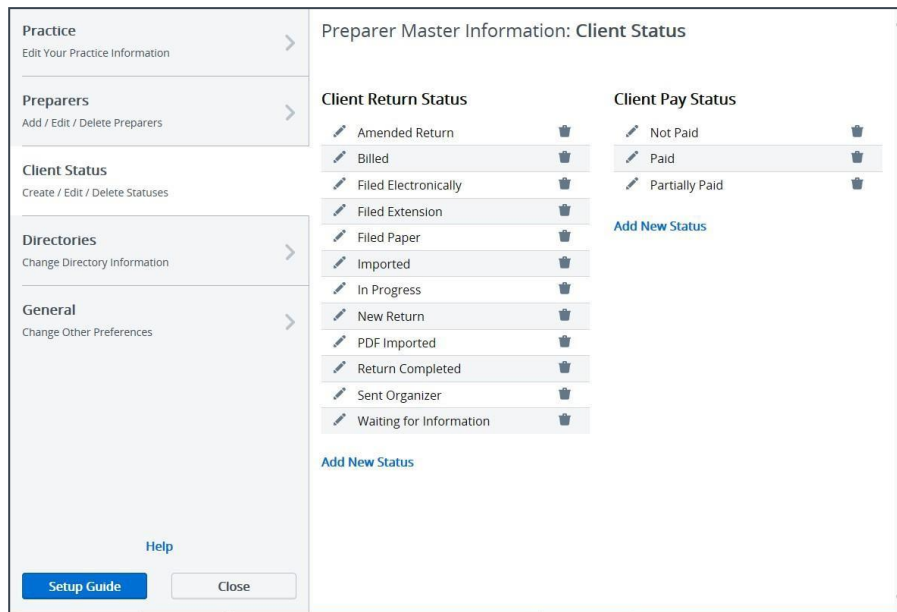 Practice
Edit Your Practice Information
Preparers
Add / Edit / Delete Preparers
Client Status
Create / Edit / Delete Statuses
Directories
Change Directory Information
General
Change Other Preferences
Help
Setup Guide
Close
Preparer Master Information: Client Status
Client Return Status
Amended Return
Billed
Filed Electronically
Filed Extension
Filed Paper
Imported
In Progress
New Return
PDF Imported
Return Completed
Sent Organizer
Waiting for Information
Add New Status
Client Pay Status
Not Paid
Paid
Partially Paid
Add New Status